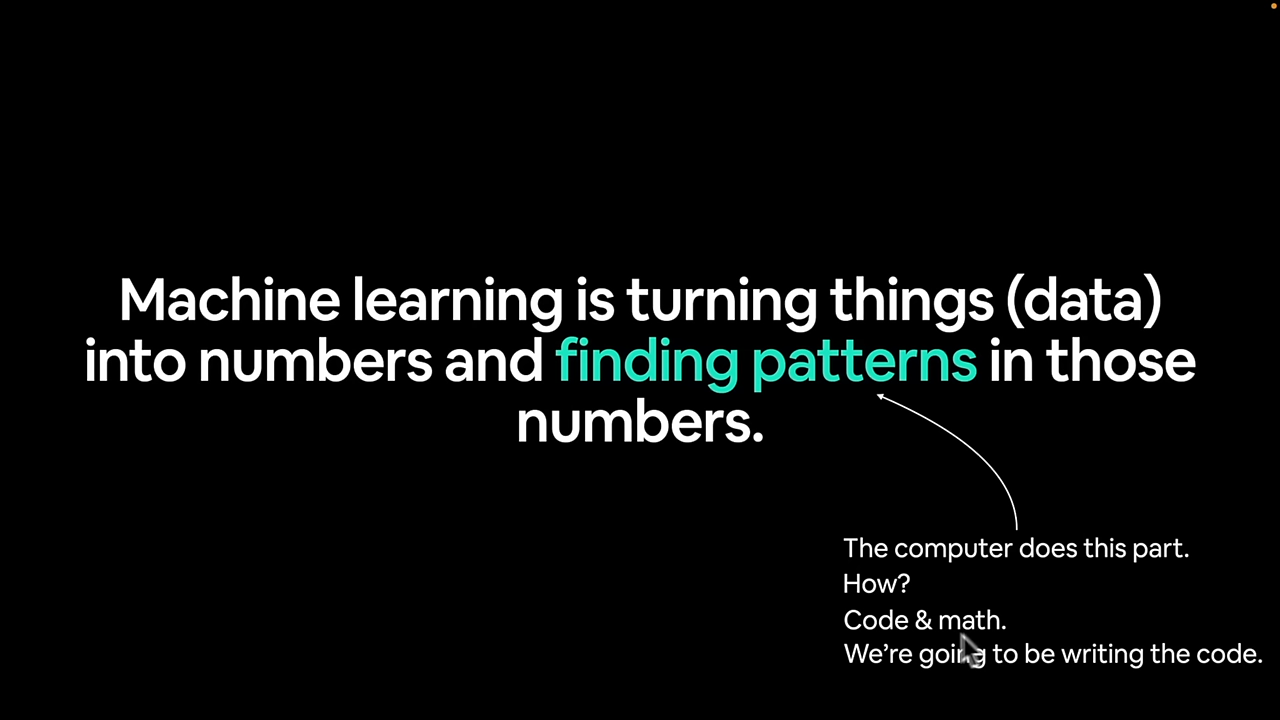 Machine learning is turning things (data)
into numbers and finding patterns in those
numbers.
The computer does this part.
How?
Code & math.
We’re going to be writing the code.